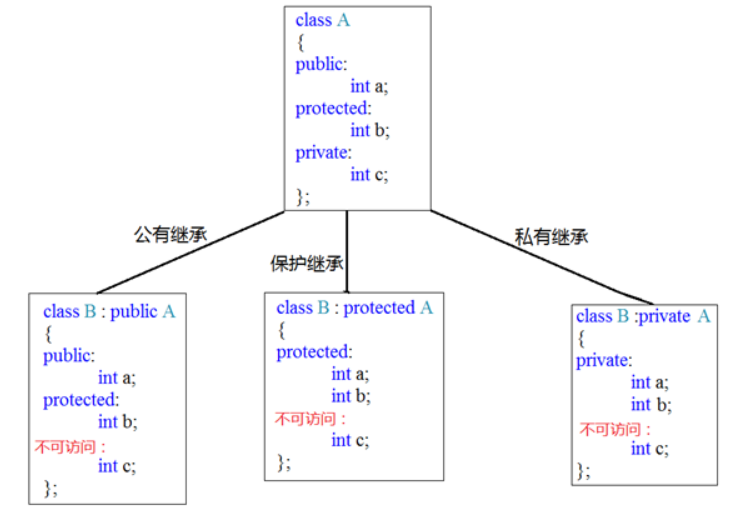 class A
{
public:
int a;
protected:
int b;
private:
int c;
};
公有继承
保护继承
私有继承
class B : public A
{
public:
int a;
protected:
int b;
不可访问：
int c;
};
class B : protected A
{
protected:
int a;
int b;
不可访问：
int c;
};
class B :private A
{
private:
int a;
int b;
不可访问：
int c;
};